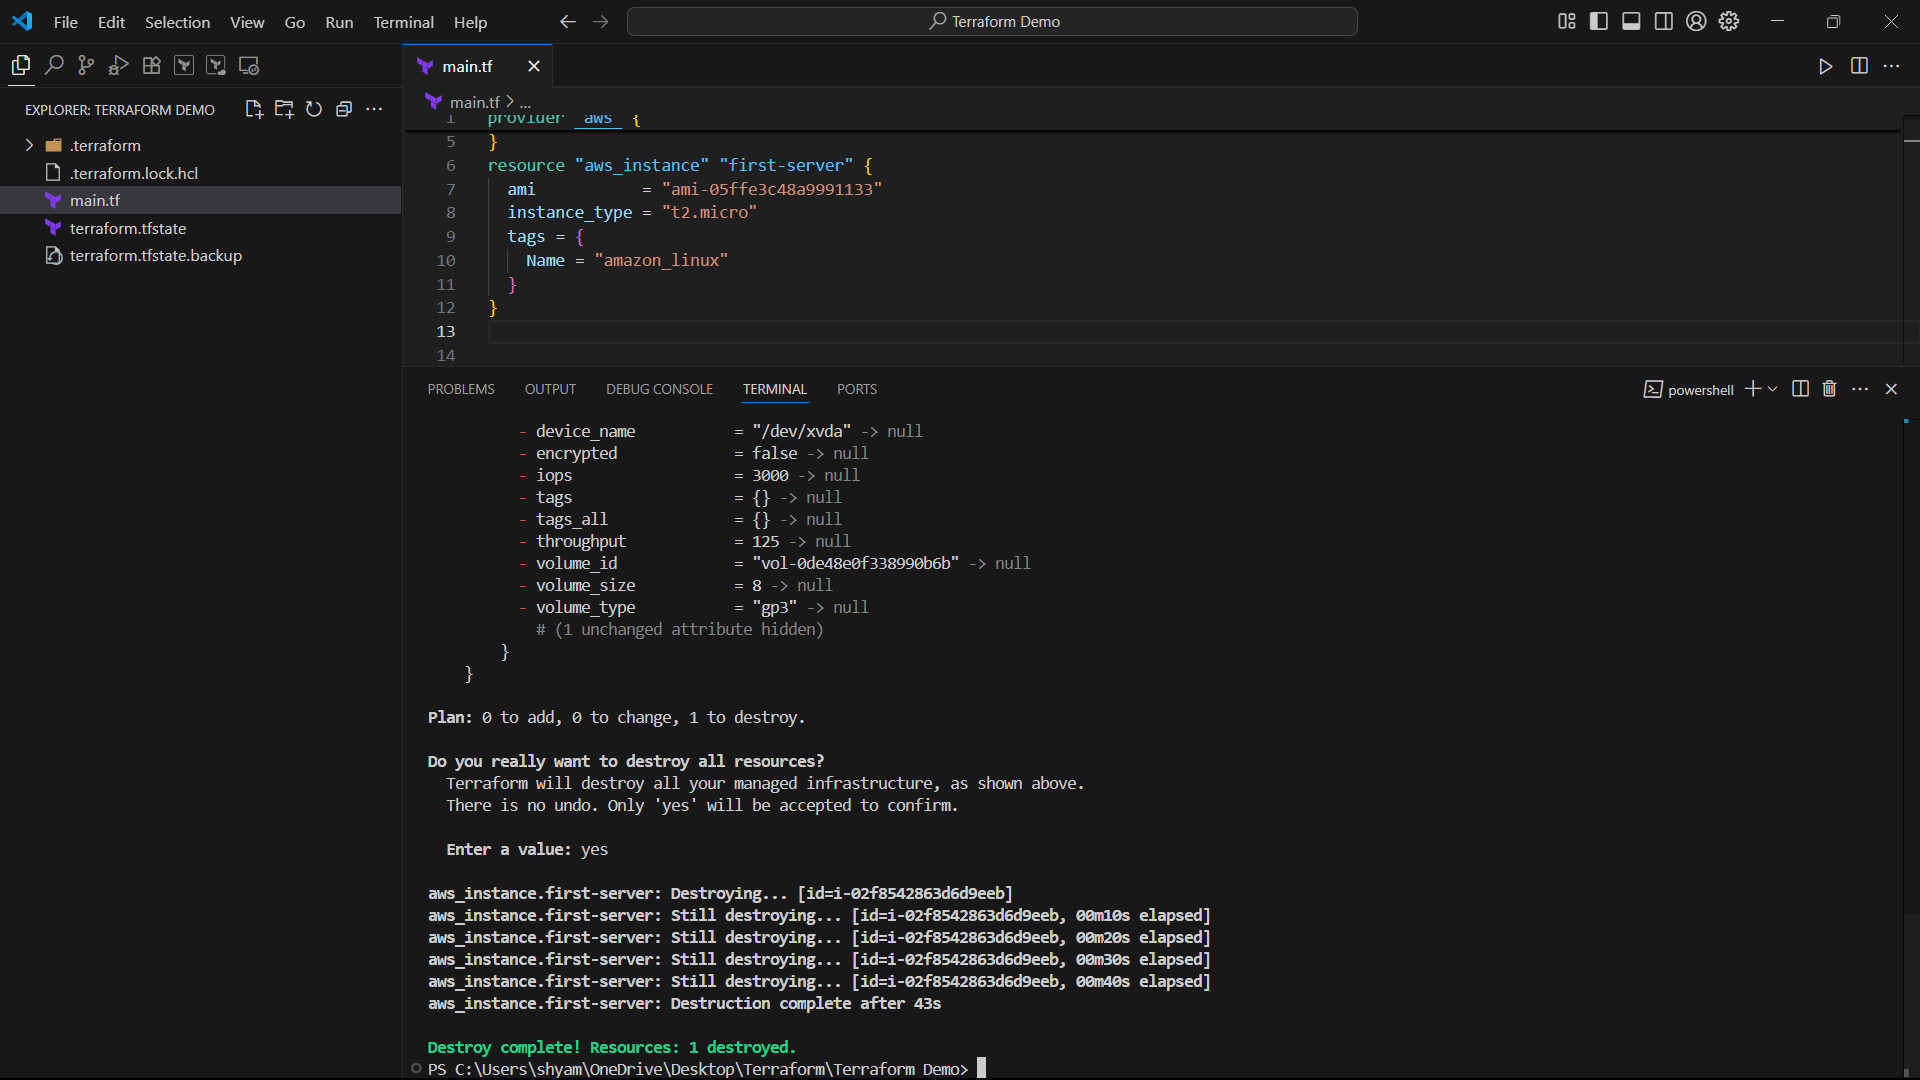 File Edit Selection View Go Run Terminal Help
Terraform Demo
EXPLORER: TERRAFORM DEMO
.terraform
.terraform.lock.hcl
main.tf
terraform.tfstate
terraform.tfstate.backup
main.tf
main.tf > ...
1 provider "aws" {
5 }
6 resource "aws_instance" "first-server" {
7 ami = "ami-05ffe3c48a9991133"
8 instance_type = "t2.micro"
9 tags = {
10 Name = "amazon_linux"
11 }
12 }
13
14
PROBLEMS OUTPUT DEBUG CONSOLE TERMINAL PORTS
powershell
- device_name = "/dev/xvda" -> null
- encrypted = false -> null
- iops = 3000 -> null
- tags = {} -> null
- tags_all = {} -> null
- throughput = 125 -> null
- volume_id = "vol-0de48e0f338990b6b" -> null
- volume_size = 8 -> null
- volume_type = "gp3" -> null
# (1 unchanged attribute hidden)
}
}
Plan: 0 to add, 0 to change, 1 to destroy.
Do you really want to destroy all resources?
Terraform will destroy all your managed infrastructure, as shown above.
There is no undo. Only 'yes' will be accepted to confirm.
Enter a value: yes
aws_instance.first-server: Destroying... [id=i-02f8542863d6d9eeb]
aws_instance.first-server: Still destroying... [id=i-02f8542863d6d9eeb, 00m10s elapsed]
aws_instance.first-server: Still destroying... [id=i-02f8542863d6d9eeb, 00m20s elapsed]
aws_instance.first-server: Still destroying... [id=i-02f8542863d6d9eeb, 00m30s elapsed]
aws_instance.first-server: Still destroying... [id=i-02f8542863d6d9eeb, 00m40s elapsed]
aws_instance.first-server: Destruction complete after 43s
Destroy complete! Resources: 1 destroyed.
PS C:\Users\shyam\OneDrive\Desktop\Terraform\Terraform Demo>